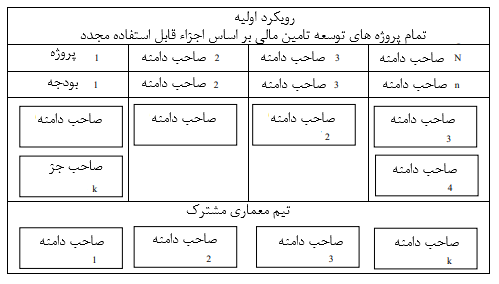 رویکرد اولیه
تمام پروژه های توسعه تامین مالی بر اساس اجزاء قابل استفاده مجدد
صاحب دامنه N صاحب دامنه 3 صاحب دامنه 2 پروژه 1
صاحب دامنه n صاحب دامنه 3 صاحب دامنه 2 بودجه 1
صاحب دامنه 3 صاحب دامنه 2 صاحب دامنه صاحب دامنه
صاحب دامنه 4 صاحب جز k
تیم معماری مشترک
صاحب دامنه k صاحب دامنه 3 صاحب دامنه 2 صاحب دامنه 1